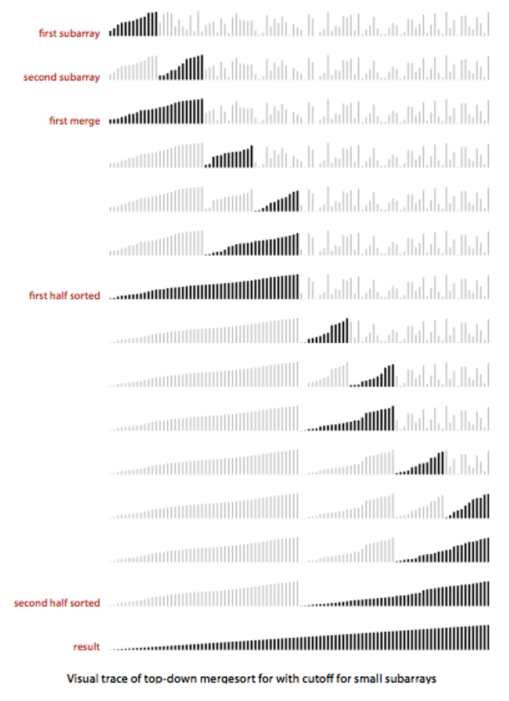 first subarray
second subarray
first merge
first half sorted
second half sorted
result
Visual trace of top-down mergesort for with cutoff for small subarrays